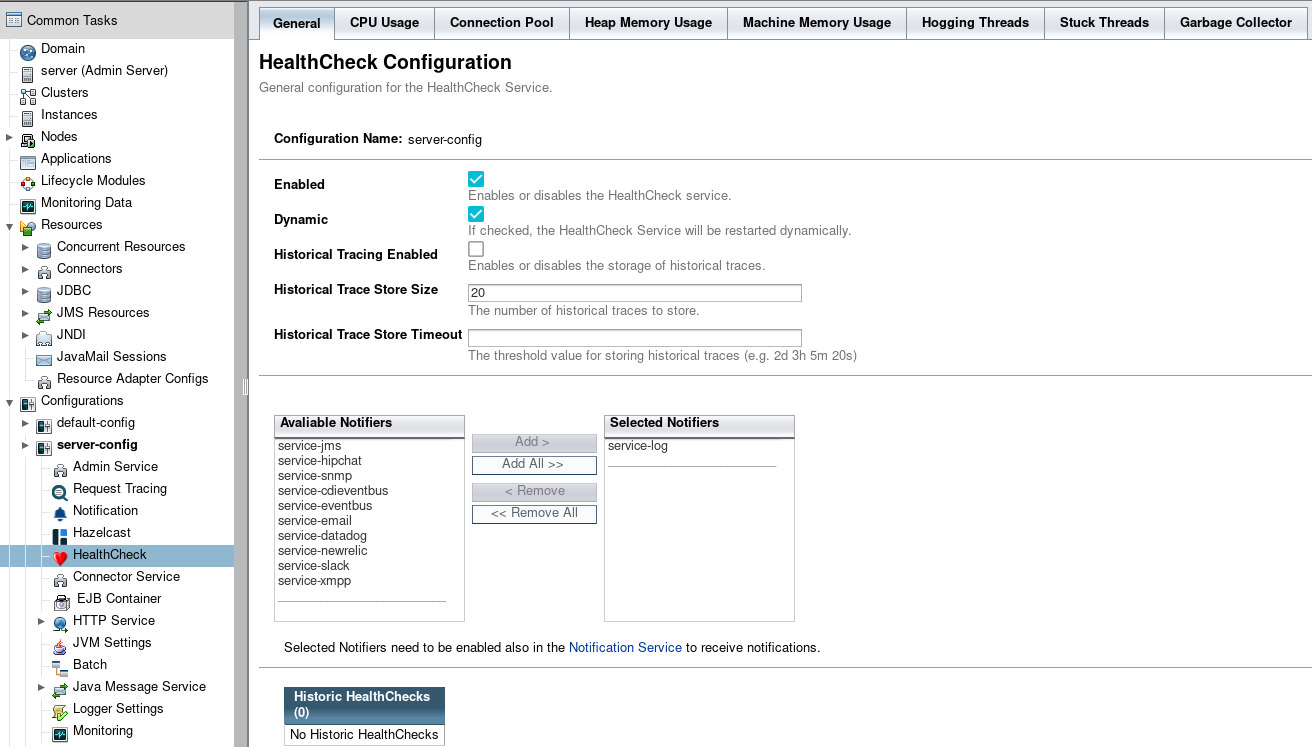 Common Tasks
Domain
server (Admin Server)
Clusters
Instances
Nodes
Applications
Lifecycle Modules
Monitoring Data
Resources
Concurrent Resources
Connectors
JDBC
JMS Resources
JNDI
JavaMail Sessions
Resource Adapter Configs
Configurations
default-config
server-config
Admin Service
Request Tracing
Notification
Hazelcast
HealthCheck
Connector Service
EJB Container
HTTP Service
JVM Settings
Batch
Java Message Service
Logger Settings
Monitoring
General CPU Usage Connection Pool Heap Memory Usage Machine Memory Usage Hogging Threads Stuck Threads Garbage Collector
HealthCheck Configuration
General configuration for the HealthCheck Service.
Configuration Name: server-config
Enabled
Enables or disables the HealthCheck service.
Dynamic
If checked, the HealthCheck Service will be restarted dynamically.
Historical Tracing Enabled
Enables or disables the storage of historical traces.
Historical Trace Store Size 20
The number of historical traces to store.
Historical Trace Store Timeout
The threshold value for storing historical traces (e.g. 2d 3h 5m 20s)
Avaliable Notifiers
service-jms
service-hipchat
service-snmp
service-cdieventbus
service-eventbus
service-email
service-datadog
service-newrelic
service-slack
service-xmpp
Add >
Add All >>
< Remove
<< Remove All
Selected Notifiers
service-log
Selected Notifiers need to be enabled also in the Notification Service to receive notifications.
Historic HealthChecks
(0)
No Historic HealthChecks